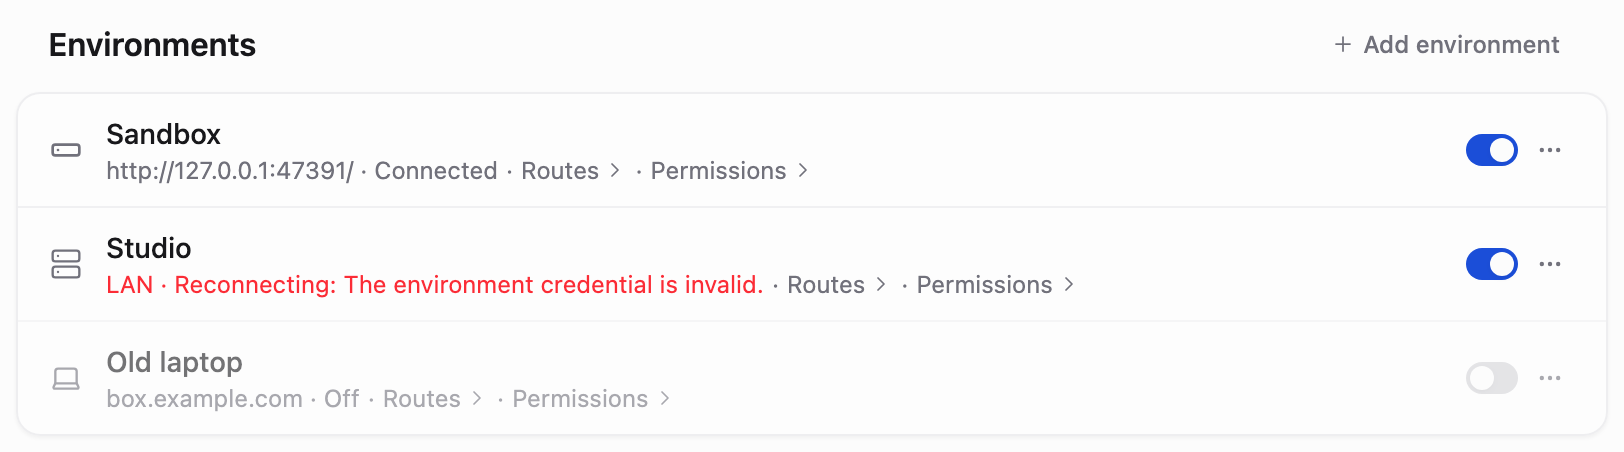 Environments
+ Add environment
Sandbox
http://127.0.0.1:47391/ · Connected · Routes > · Permissions >
Studio
LAN · Reconnecting: The environment credential is invalid. · Routes > · Permissions >
Old laptop
box.example.com · Off · Routes > · Permissions >